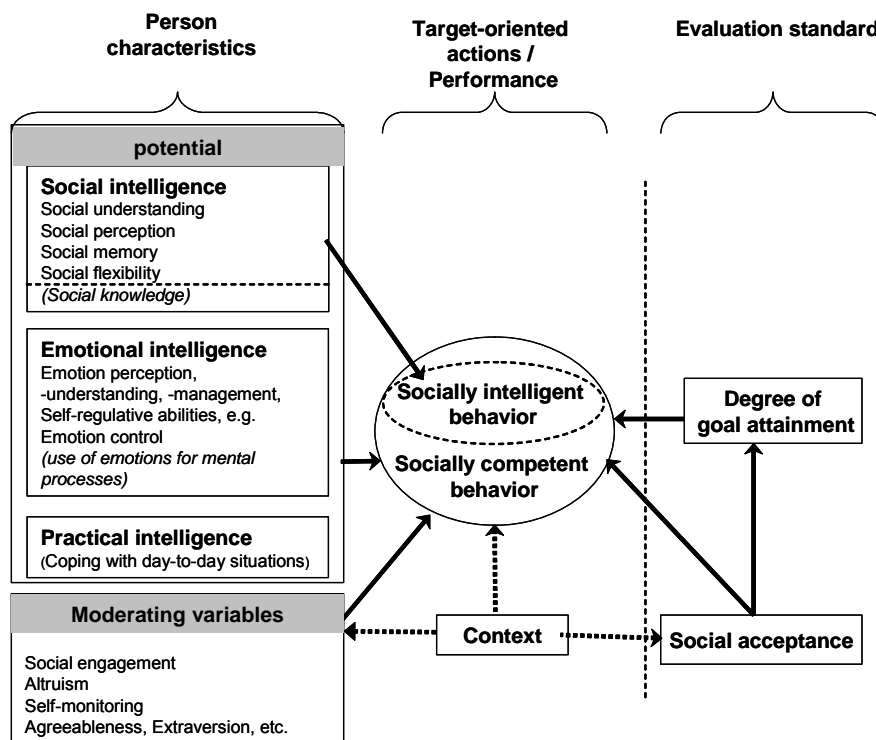 Person
characteristics
Target-oriented
actions /
Performance
Evaluation standard
potential
Social intelligence
Social understanding
Social perception
Social memory
Social flexibility
(Social knowledge)
Emotional intelligence
Emotion perception,
-understanding, -management,
Self-regulative abilities, e.g.
Emotion control
(use of emotions for mental
processes)
Practical intelligence
(Coping with day-to-day situations)
Moderating variables
Social engagement
Altruism
Self-monitoring
Agreeableness, Extraversion, etc.
Socially intelligent
behavior
Socially competent
behavior
Context
Degree of
goal attainment
Social acceptance